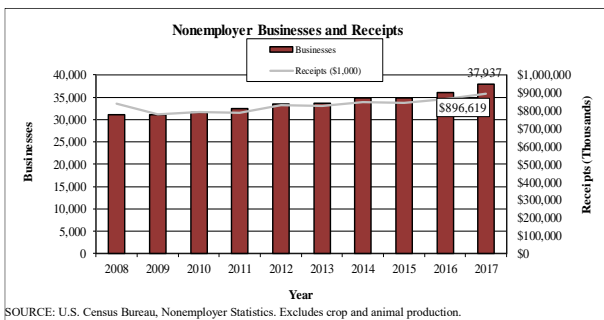 Nonemployer Businesses and Receipts
Businesses
Receipts ($1,000)
40,000
35,000
30,000
25,000
20,000
15,000
10,000
5,000
0
Businesses
37,937
$896,619
$1,000,000
$900,000
$800,000
$700,000
$600,000
$500,000
$400,000
$300,000
$200,000
$100,000
$0
Receipts (Thousands)
2008 2009 2010 2011 2012 2013 2014 2015 2016 2017
Year
SOURCE: U.S. Census Bureau, Nonemployer Statistics. Excludes crop and animal production.